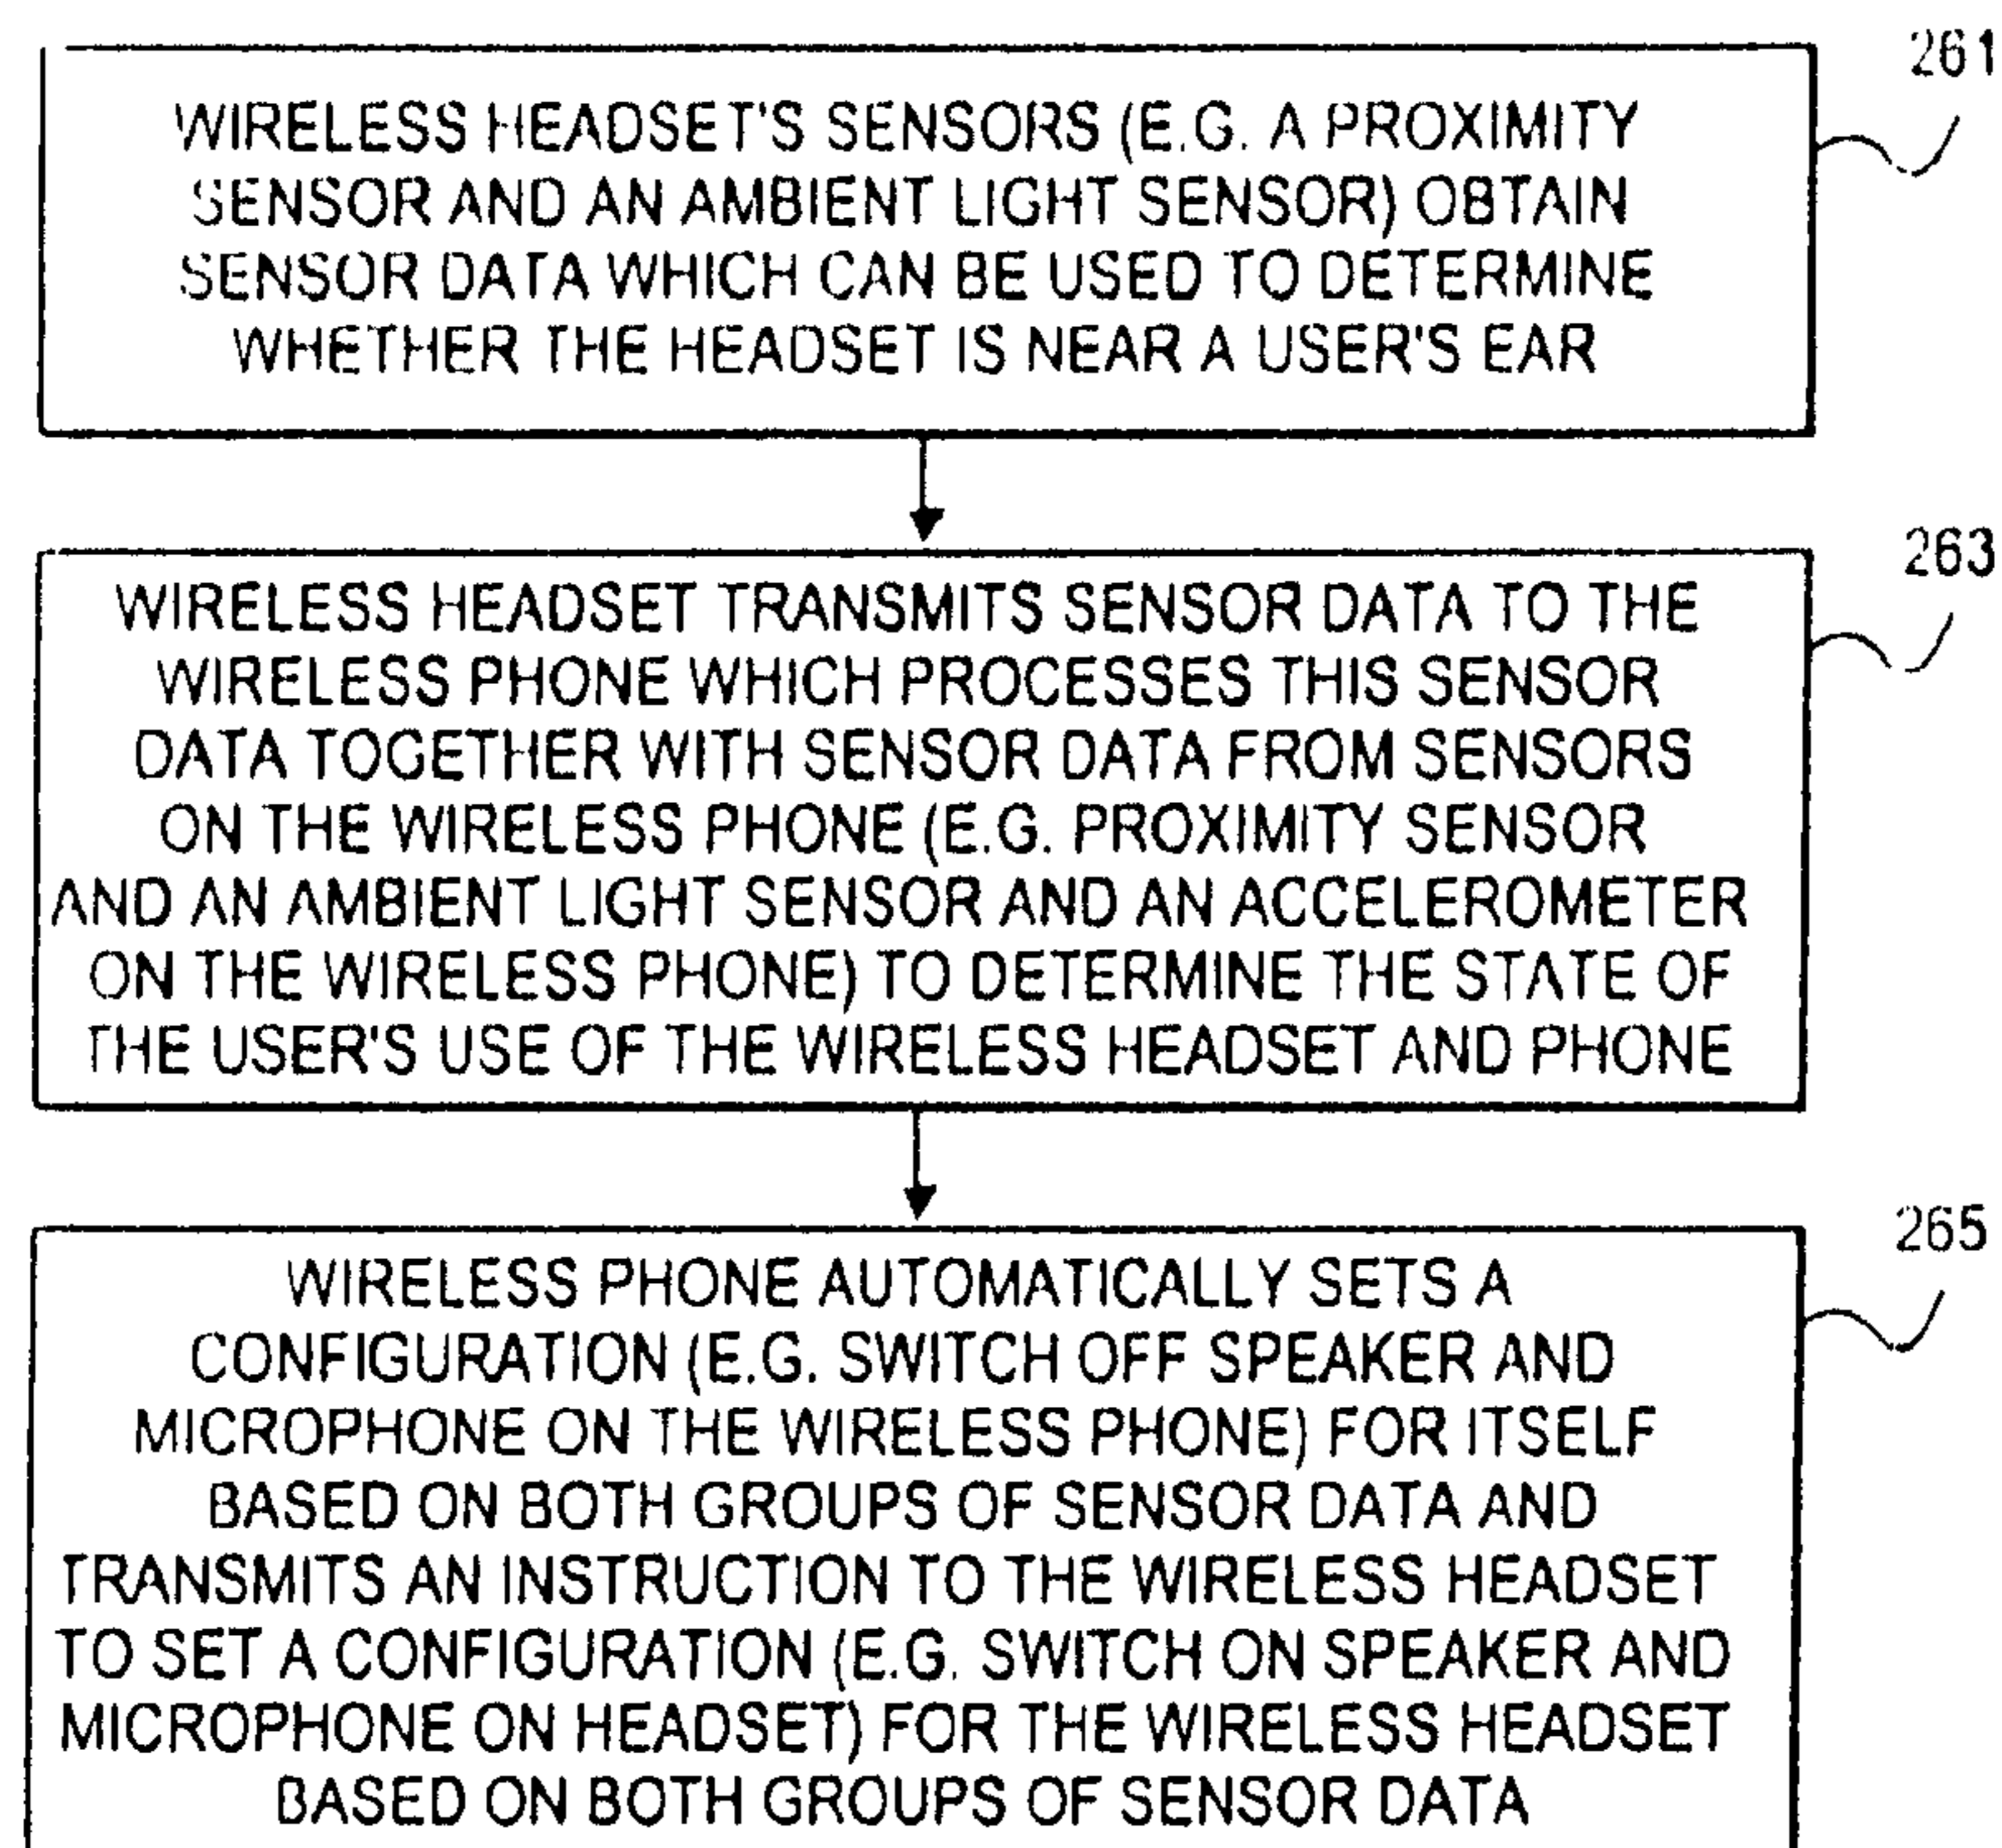 261
WIRELESS HEADSET'S SENSORS (E.G. A PROXIMITY
SENSOR AND AN AMBIENT LIGHT SENSOR) OBTAIN
SENSOR DATA WHICH CAN BE USED TO DETERMINE
WHETHER THE HEADSET IS NEAR A USER'S EAR
263
WIRELESS HEADSET TRANSMITS SENSOR DATA TO THE
WIRELESS PHONE WHICH PROCESSES THIS SENSOR
DATA TOGETHER WITH SENSOR DATA FROM SENSORS
ON THE WIRELESS PHONE (E.G. PROXIMITY SENSOR
AND AN AMBIENT LIGHT SENSOR AND AN ACCELEROMETER
ON THE WIRELESS PHONE) TO DETERMINE THE STATE OF
THE USER'S USE OF THE WIRELESS HEADSET AND PHONE
265
WIRELESS PHONE AUTOMATICALLY SETS A
CONFIGURATION (E.G. SWITCH OFF SPEAKER AND
MICROPHONE ON THE WIRELESS PHONE) FOR ITSELF
BASED ON BOTH GROUPS OF SENSOR DATA AND
TRANSMITS AN INSTRUCTION TO THE WIRELESS HEADSET
TO SET A CONFIGURATION (E.G. SWITCH ON SPEAKER AND
MICROPHONE ON HEADSET) FOR THE WIRELESS HEADSET
BASED ON BOTH GROUPS OF SENSOR DATA